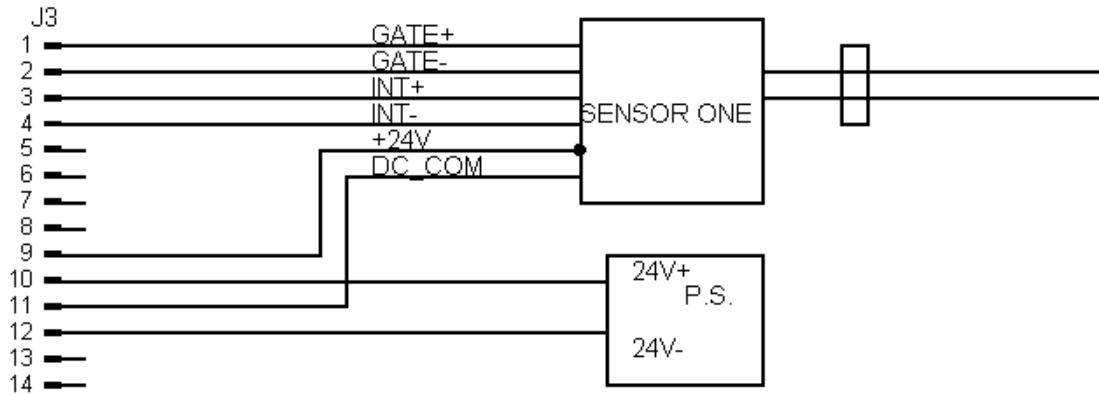 J3
1 GATE+
2 GATE-
3 INT+
4 INT- SENSOR ONE
5 +24V
6 DC_COM
7
8
9
10 24V+
P.S.
11
12 24V-
13
14